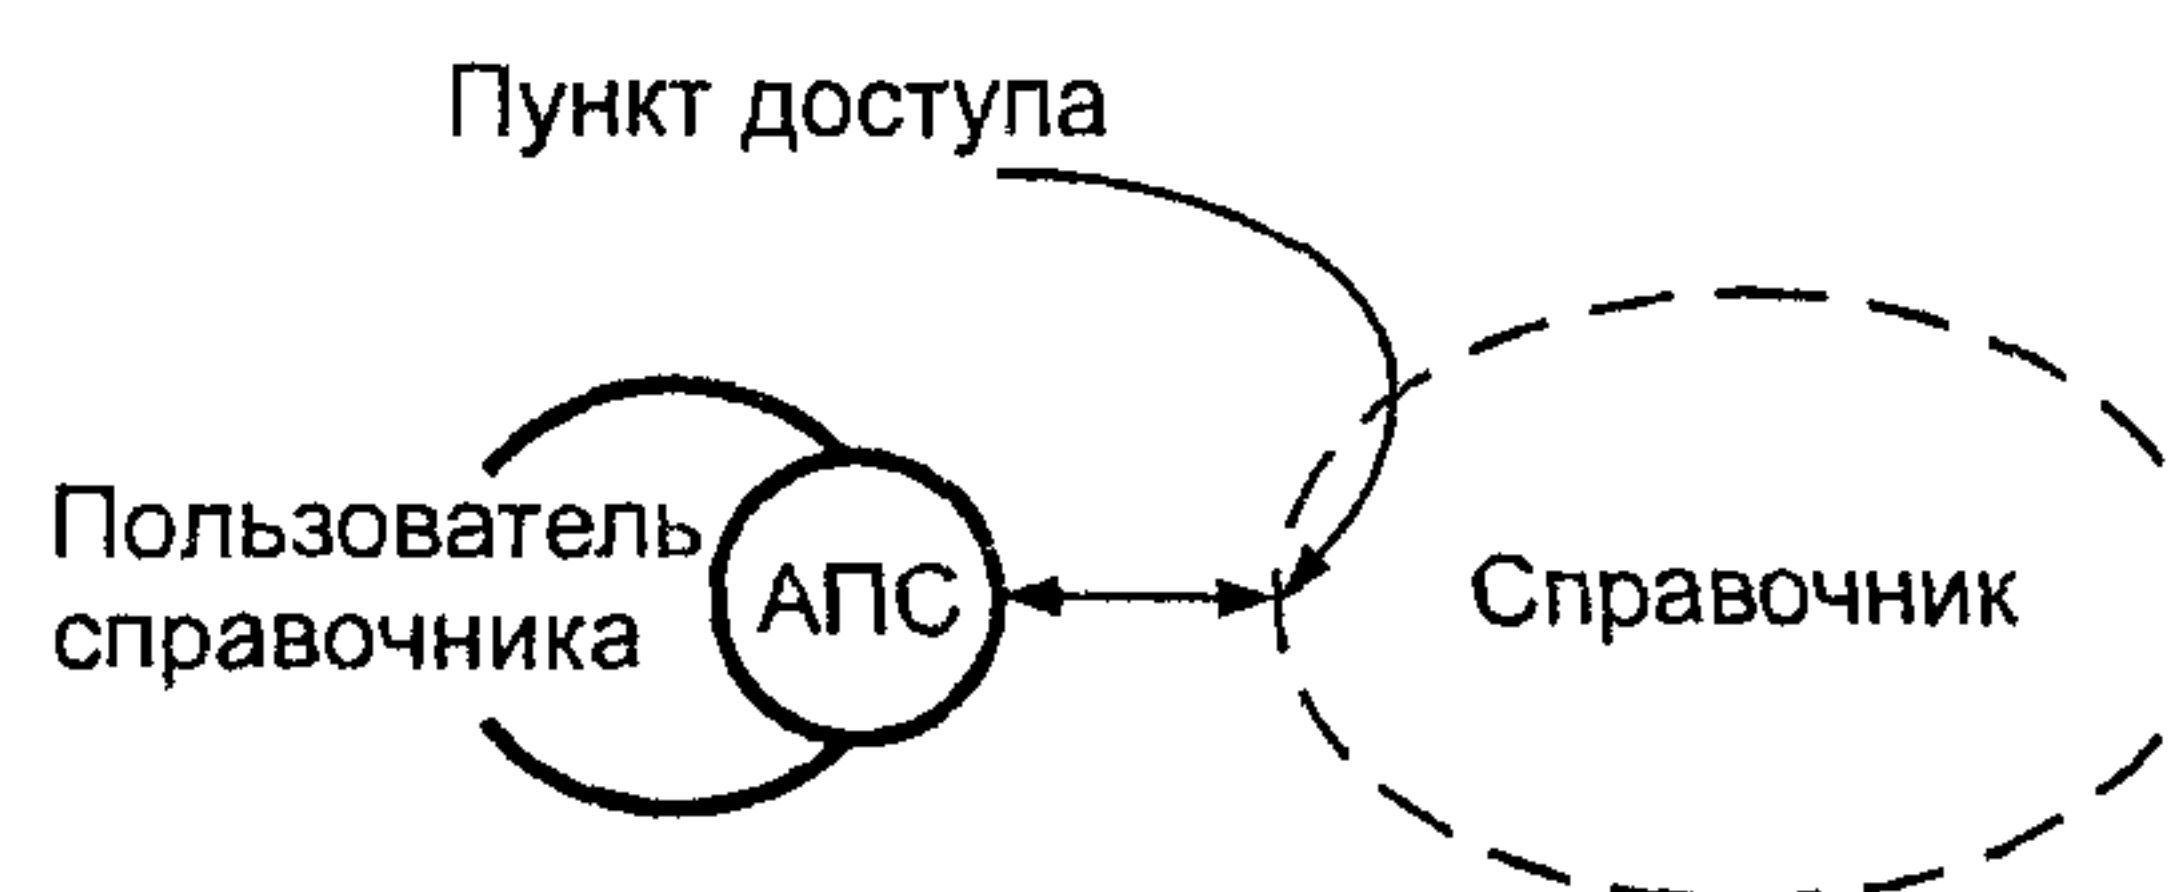 Пункт доступа
Пользователь
справочника
АПС
Справочник